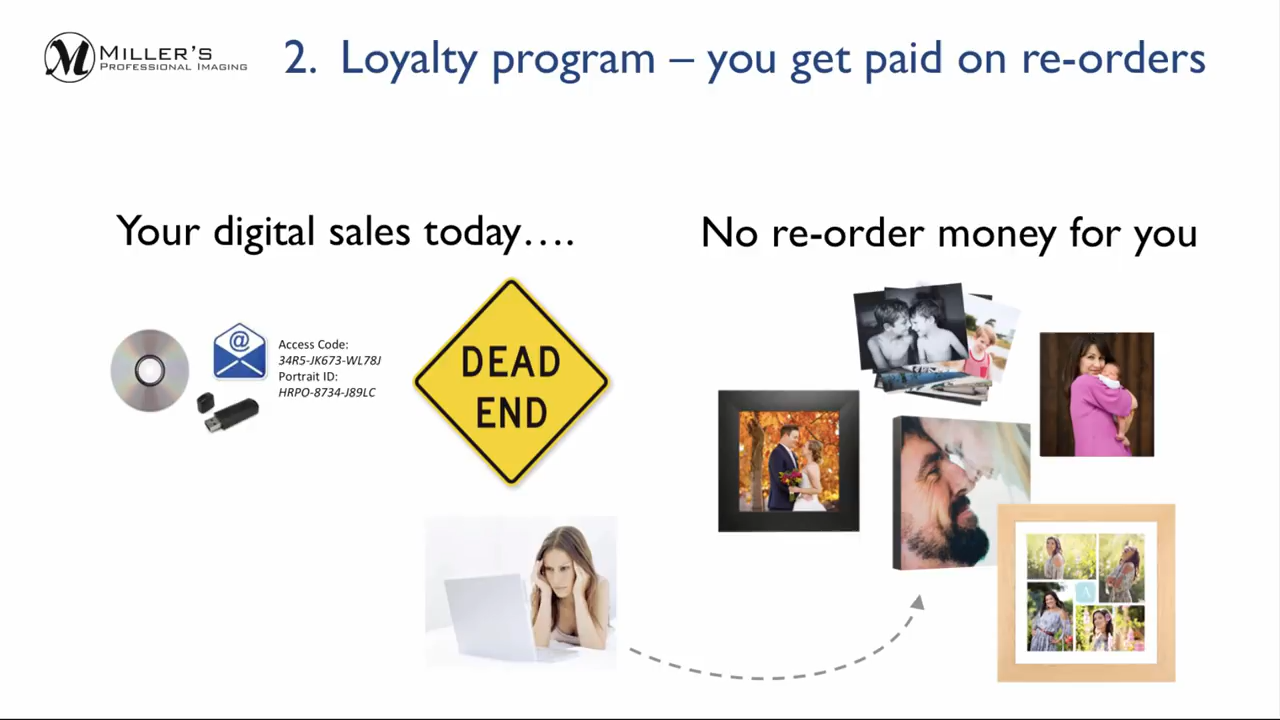 MILLER'S
PROFESSIONAL IMAGING
2. Loyalty program – you get paid on re-orders
Your digital sales today….
No re-order money for you
@
Access Code:
34R5-JK673-WL78J
Portrait ID:
HRPO-8734-J89LC
DEAD
END
A